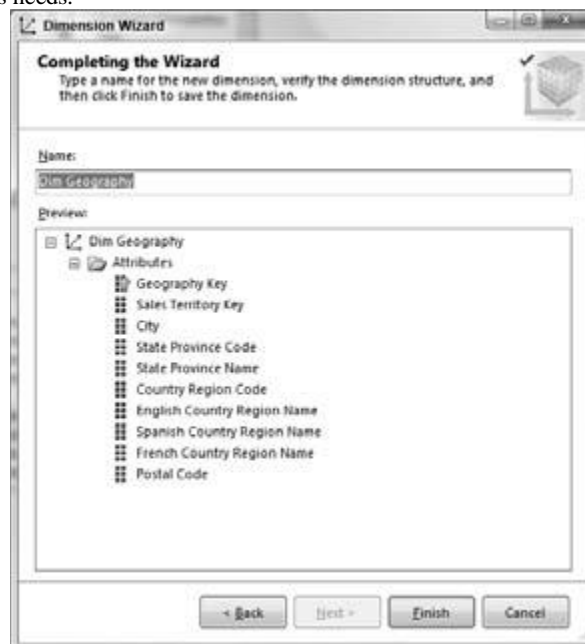 s needs.
Dimension Wizard
Completing the Wizard
Type a name for the new dimension, verify the dimension structure, and
then click Finish to save the dimension.
Name:
Dim Geography
Preview:
Dim Geography
Attributes
Geography Key
Sales Territory Key
City
State Province Code
State Province Name
Country Region Code
English Country Region Name
Spanish Country Region Name
French Country Region Name
Postal Code
< Back Next > Finish Cancel